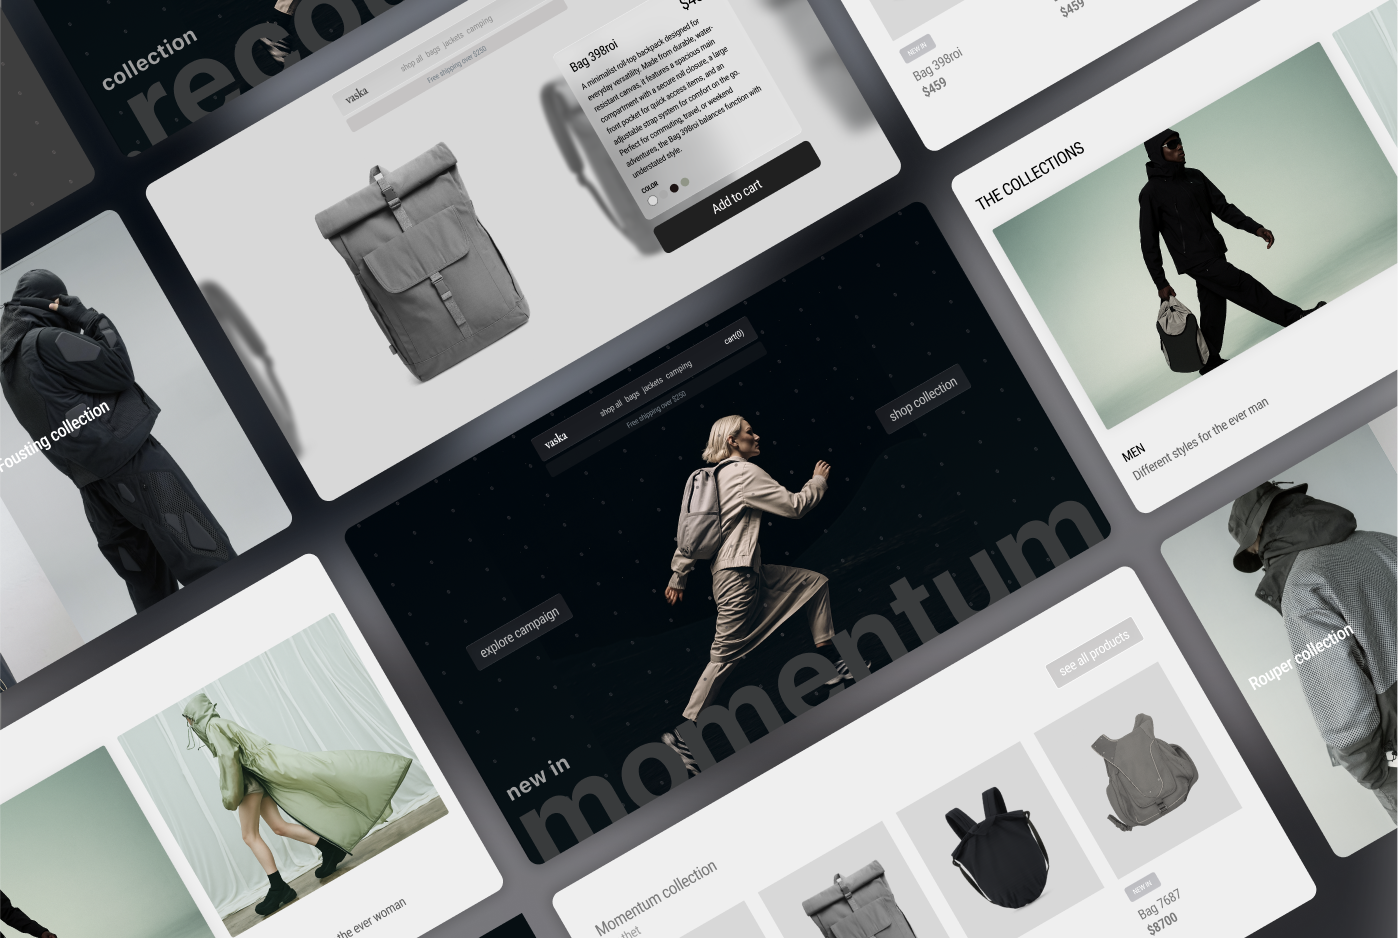 collection
reco
vaska
shop all bags jackets camping
Free shipping over $250
Bag 398roi
A minimalist roll-top backpack designed for
everyday versatility. Made from durable, water-
resistant canvas, it features a spacious main
compartment with a secure roll closure, a large
front pocket for quick access items, and an
adjustable strap system for comfort on the go.
Perfect for commuting, travel, or weekend
adventures, the Bag 398roi balances function with
understated style.
COLOR
Add to cart
$459
NEW IN
Bag 398roi
$459
THE COLLECTIONS
MEN
Different styles for the ever man
Fousting collection
vaska
shop all bags jackets camping
cart(0)
Free shipping over $250
shop collection
explore campaign
new in
momentum
Rouper collection
the ever woman
see all products
Momentum collection
NEW IN
Bag 7687
$8700